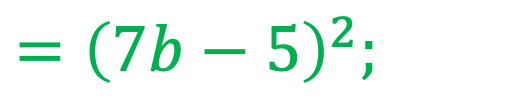 = (7b − 5)²;